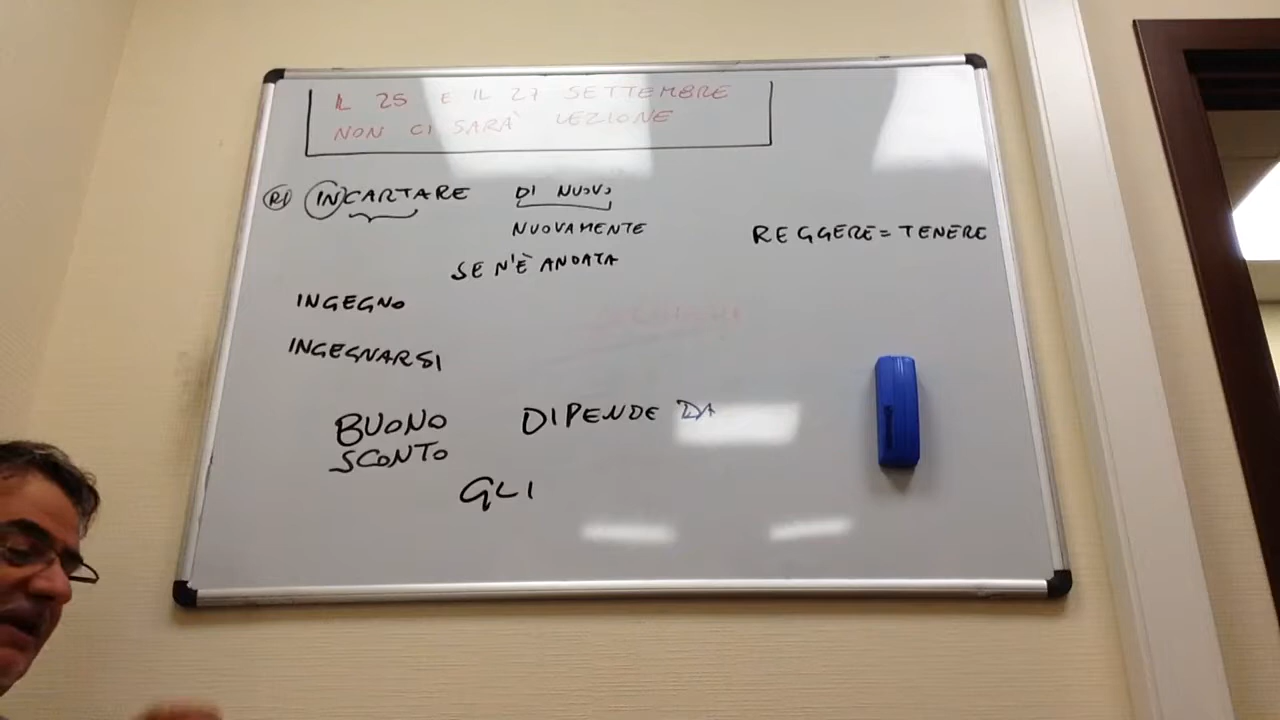 IL 25 E IL 27 SETTEMBRE
NON CI SARÀ LEZIONE
RI INCARTARE DI NUOVO
NUOVAMENTE
REGGERE = TENERE
SE N'È ANDATA
INGEGNO
INGEGNARSI
BUONO
SCONTO
DIPENDE DA
GLI